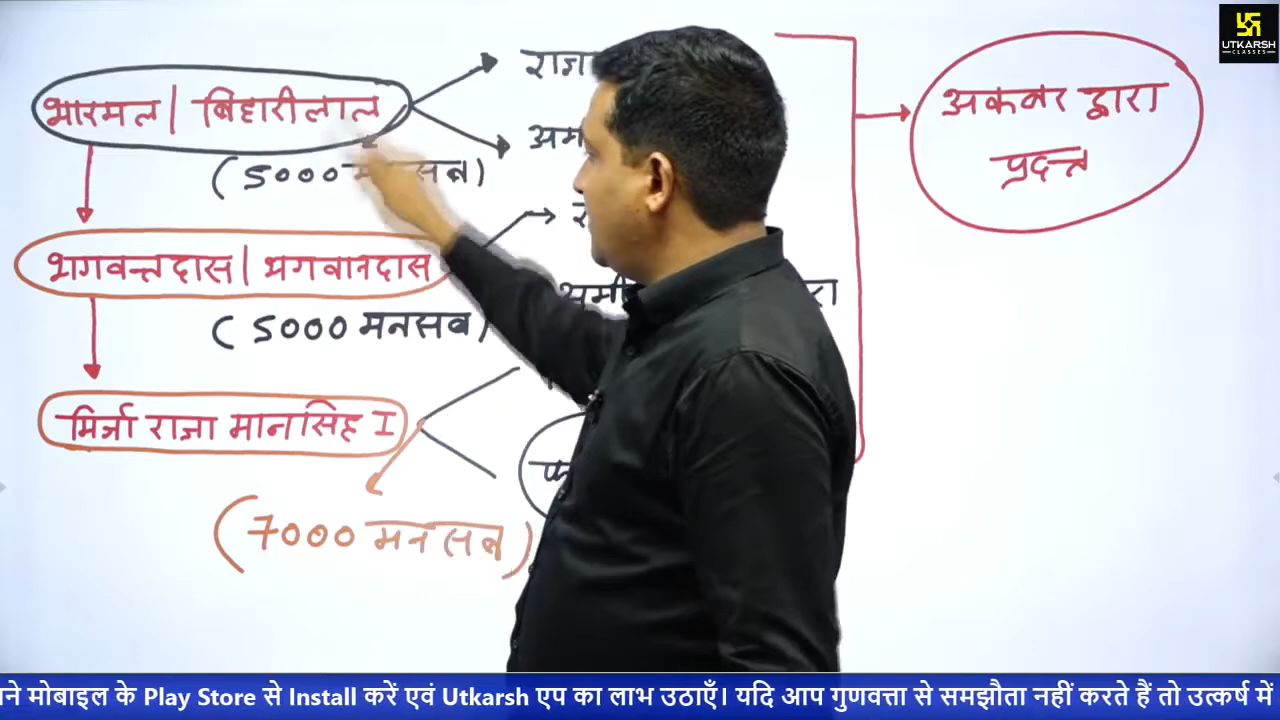 UTKARSH
CLASSES
भारमल | बिहारीलाल
(5000 मनसब)
भगवन्तदास | भगवानदास
(5000 मनसब)
मिर्जा राजा मानसिंह I
(7000 मनसब)
अकबर द्वारा
प्रदत्त
मोबाइल के Play Store से Install करें एवं Utkarsh एप का लाभ उठाएँ। यदि आप गुणवत्ता से समझौता नहीं करते हैं तो उत्कर्ष में